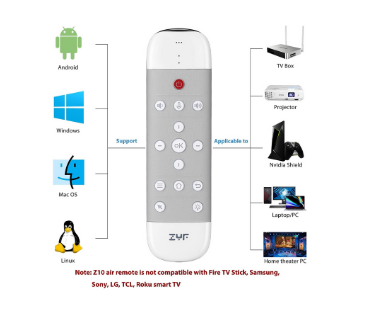 Android
TV Box
Windows
Projector
Support
OK
Applicable to
Mac OS
Nvidia Shield
Laptop/PC
ZYF
Linux
Home theater PC
Note: Z10 air remote is not compatible with Fire TV Stick, Samsung,
Sony, LG, TCL, Roku smart TV